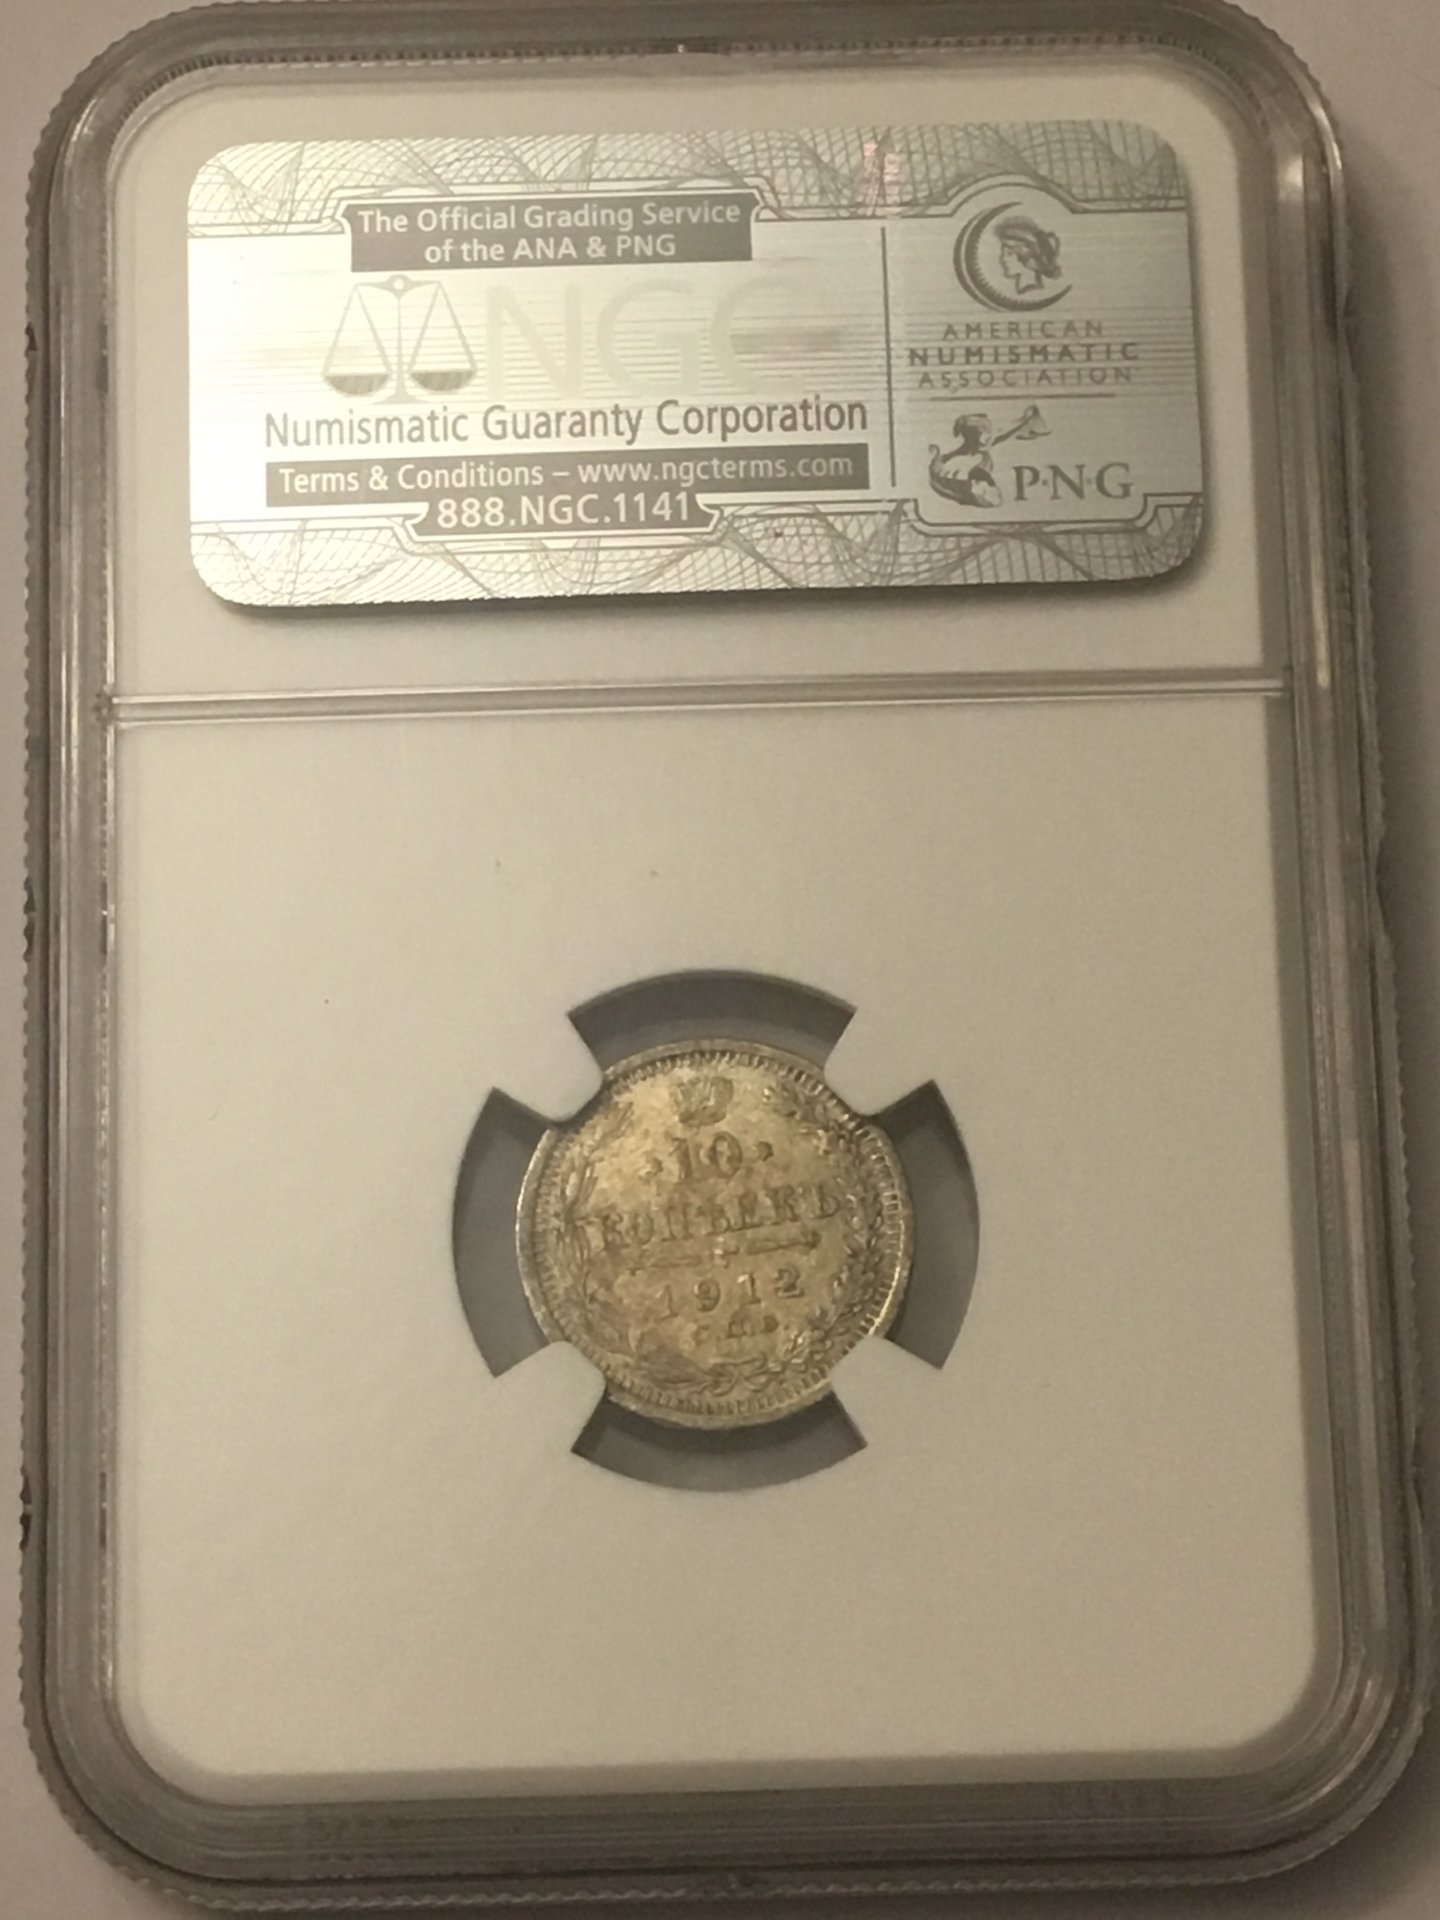 The Official Grading Service
of the ANA & PNG
NGC
Numismatic Guaranty Corporation
Terms & Conditions – www.ngcterms.com
888.NGC.1141
AMERICAN
NUMISMATIC
ASSOCIATION
P·N·G
·10·
КОПѢЕКЪ
1912
С.П.Б.